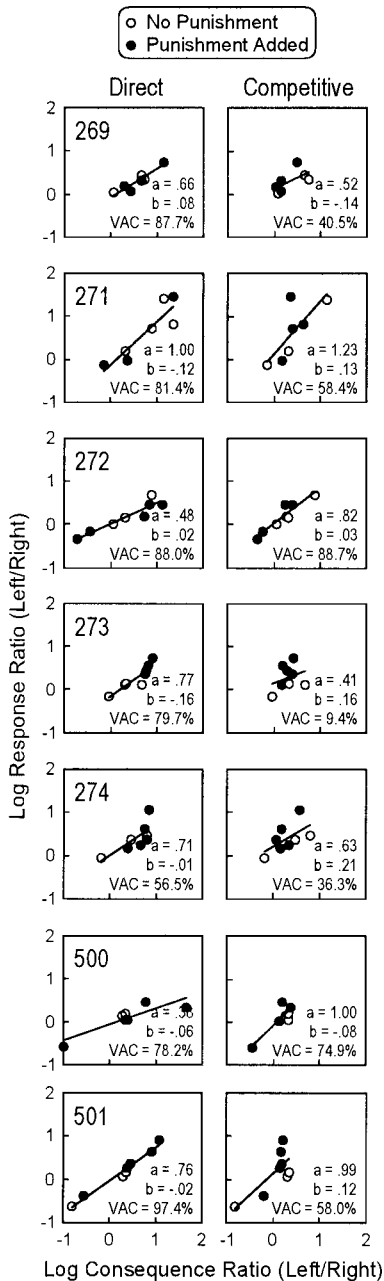 No Punishment
Punishment Added
Direct
Competitive
Log Response Ratio (Left/Right)
2
269
1
a = .66
a = .52
0
b = .08
b = -.14
VAC = 87.7%
VAC = 40.5%
-1
2
271
1
a = 1.00
a = 1.23
0
b = -.12
b = .13
VAC = 81.4%
VAC = 58.4%
-1
2
272
1
a = .48
a = .82
0
b = .02
b = .03
VAC = 88.0%
VAC = 88.7%
-1
2
273
1
a = .77
a = .41
0
b = -.16
b = .16
VAC = 79.7%
VAC = 9.4%
-1
2
274
1
a = .71
a = .63
0
b = -.01
b = .21
VAC = 56.5%
VAC = 36.3%
-1
2
500
1
a =
a = 1.00
0
b = -.06
b = -.08
VAC = 78.2%
VAC = 74.9%
-1
2
501
1
a = .76
a = .99
0
b = -.02
b = .12
VAC = 97.4%
VAC = 58.0%
-1
-1 0 1 2
-1 0 1 2
Log Consequence Ratio (Left/Right)